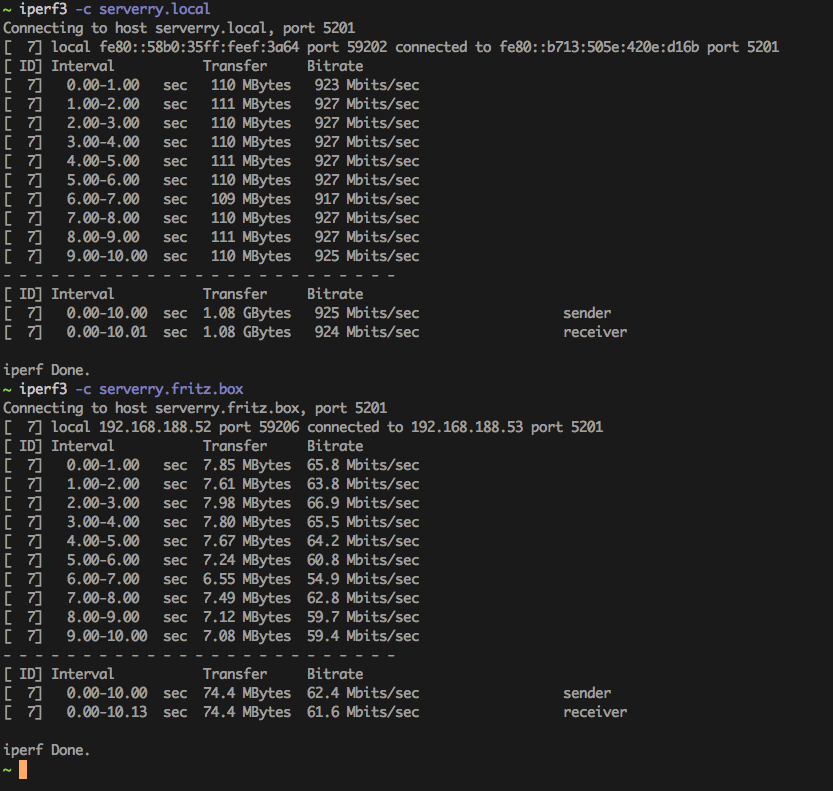 ~ iperf3 -c serverry.local
Connecting to host serverry.local, port 5201
[  7] local fe80::58b0:35ff:feef:3a64 port 59202 connected to fe80::b713:505e:420e:d16b port 5201
[ ID] Interval           Transfer     Bitrate
[  7]   0.00-1.00   sec   110 MBytes   923 Mbits/sec
[  7]   1.00-2.00   sec   111 MBytes   927 Mbits/sec
[  7]   2.00-3.00   sec   110 MBytes   927 Mbits/sec
[  7]   3.00-4.00   sec   110 MBytes   927 Mbits/sec
[  7]   4.00-5.00   sec   111 MBytes   927 Mbits/sec
[  7]   5.00-6.00   sec   110 MBytes   927 Mbits/sec
[  7]   6.00-7.00   sec   109 MBytes   917 Mbits/sec
[  7]   7.00-8.00   sec   110 MBytes   927 Mbits/sec
[  7]   8.00-9.00   sec   111 MBytes   927 Mbits/sec
[  7]   9.00-10.00  sec   110 MBytes   925 Mbits/sec
- - - - - - - - - - - - - - - - - - - - - - - - -
[ ID] Interval           Transfer     Bitrate
[  7]   0.00-10.00  sec  1.08 GBytes   925 Mbits/sec                  sender
[  7]   0.00-10.01  sec  1.08 GBytes   924 Mbits/sec                  receiver
iperf Done.
~ iperf3 -c serverry.fritz.box
Connecting to host serverry.fritz.box, port 5201
[  7] local 192.168.188.52 port 59206 connected to 192.168.188.53 port 5201
[ ID] Interval           Transfer     Bitrate
[  7]   0.00-1.00   sec  7.85 MBytes  65.8 Mbits/sec
[  7]   1.00-2.00   sec  7.61 MBytes  63.8 Mbits/sec
[  7]   2.00-3.00   sec  7.98 MBytes  66.9 Mbits/sec
[  7]   3.00-4.00   sec  7.80 MBytes  65.5 Mbits/sec
[  7]   4.00-5.00   sec  7.67 MBytes  64.2 Mbits/sec
[  7]   5.00-6.00   sec  7.24 MBytes  60.8 Mbits/sec
[  7]   6.00-7.00   sec  6.55 MBytes  54.9 Mbits/sec
[  7]   7.00-8.00   sec  7.49 MBytes  62.8 Mbits/sec
[  7]   8.00-9.00   sec  7.12 MBytes  59.7 Mbits/sec
[  7]   9.00-10.00  sec  7.08 MBytes  59.4 Mbits/sec
- - - - - - - - - - - - - - - - - - - - - - - - -
[ ID] Interval           Transfer     Bitrate
[  7]   0.00-10.00  sec  74.4 MBytes  62.4 Mbits/sec                  sender
[  7]   0.00-10.13  sec  74.4 MBytes  61.6 Mbits/sec                  receiver
iperf Done.
~